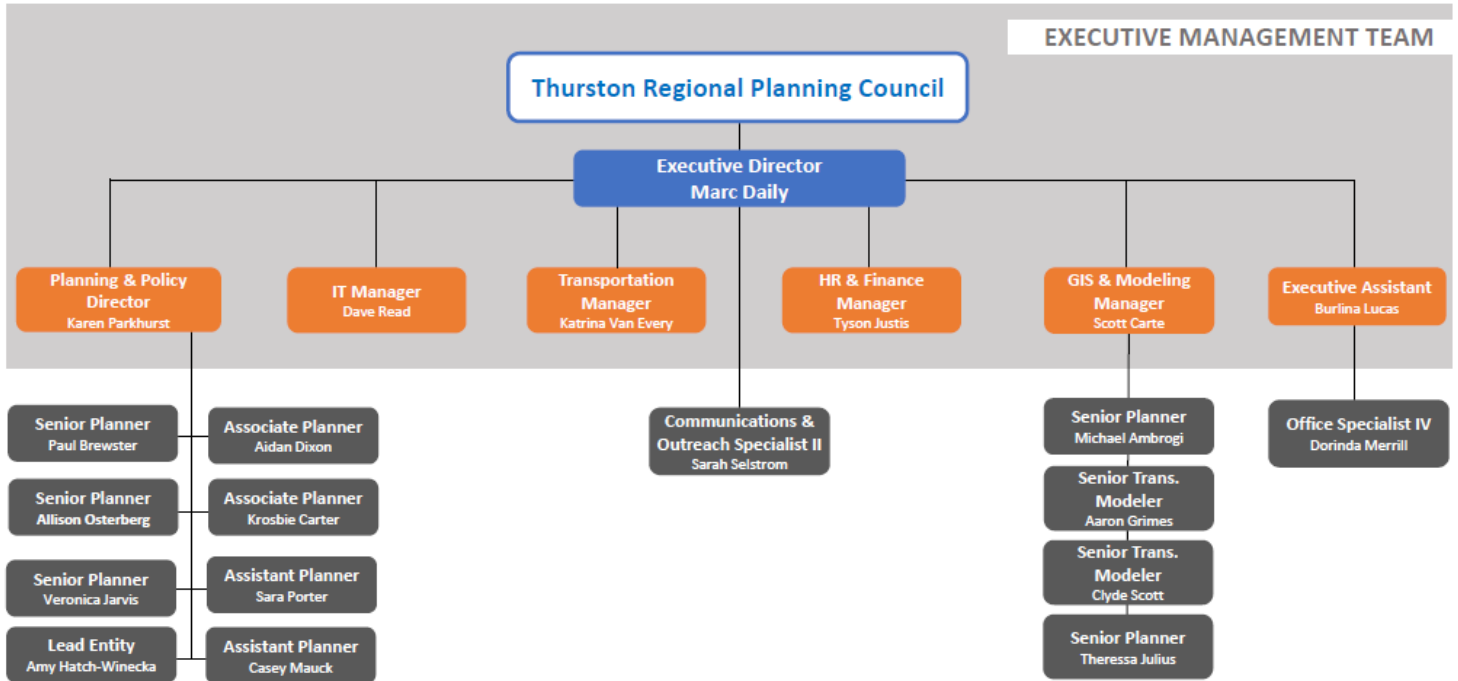 EXECUTIVE MANAGEMENT TEAM
Thurston Regional Planning Council
Executive Director
Marc Daily
Planning & Policy
Director
Karen Parkhurst
IT Manager
Dave Read
Transportation
Manager
Katrina Van Every
HR & Finance
Manager
Tyson Justis
GIS & Modeling
Manager
Scott Carte
Executive Assistant
Burlina Lucas
Senior Planner
Paul Brewster
Associate Planner
Aidan Dixon
Senior Planner
Allison Osterberg
Associate Planner
Krosbie Carter
Senior Planner
Veronica Jarvis
Assistant Planner
Sara Porter
Lead Entity
Amy Hatch-Winecka
Assistant Planner
Casey Mauck
Communications &
Outreach Specialist II
Sarah Selstrom
Senior Planner
Michael Ambrogi
Senior Trans.
Modeler
Aaron Grimes
Senior Trans.
Modeler
Clyde Scott
Senior Planner
Theressa Julius
Office Specialist IV
Dorinda Merrill